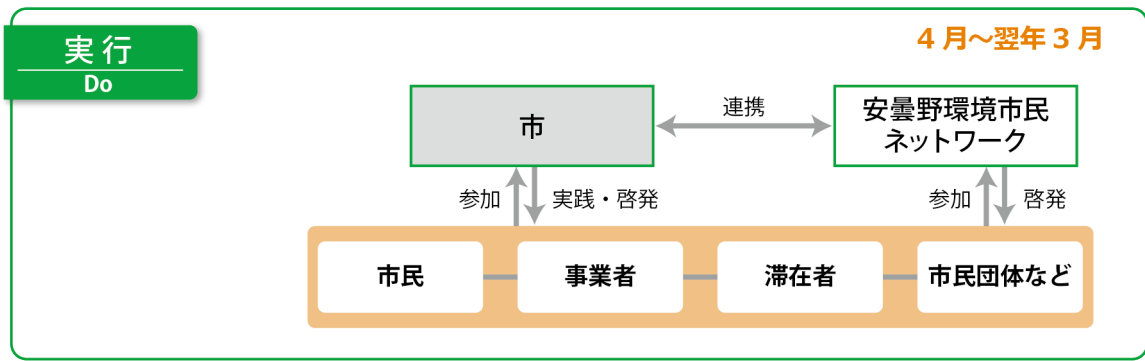 実行
Do
4月～翌年3月
市
連携
安曇野環境市民
ネットワーク
参加
実践・啓発
参加
啓発
市民
事業者
滞在者
市民団体など